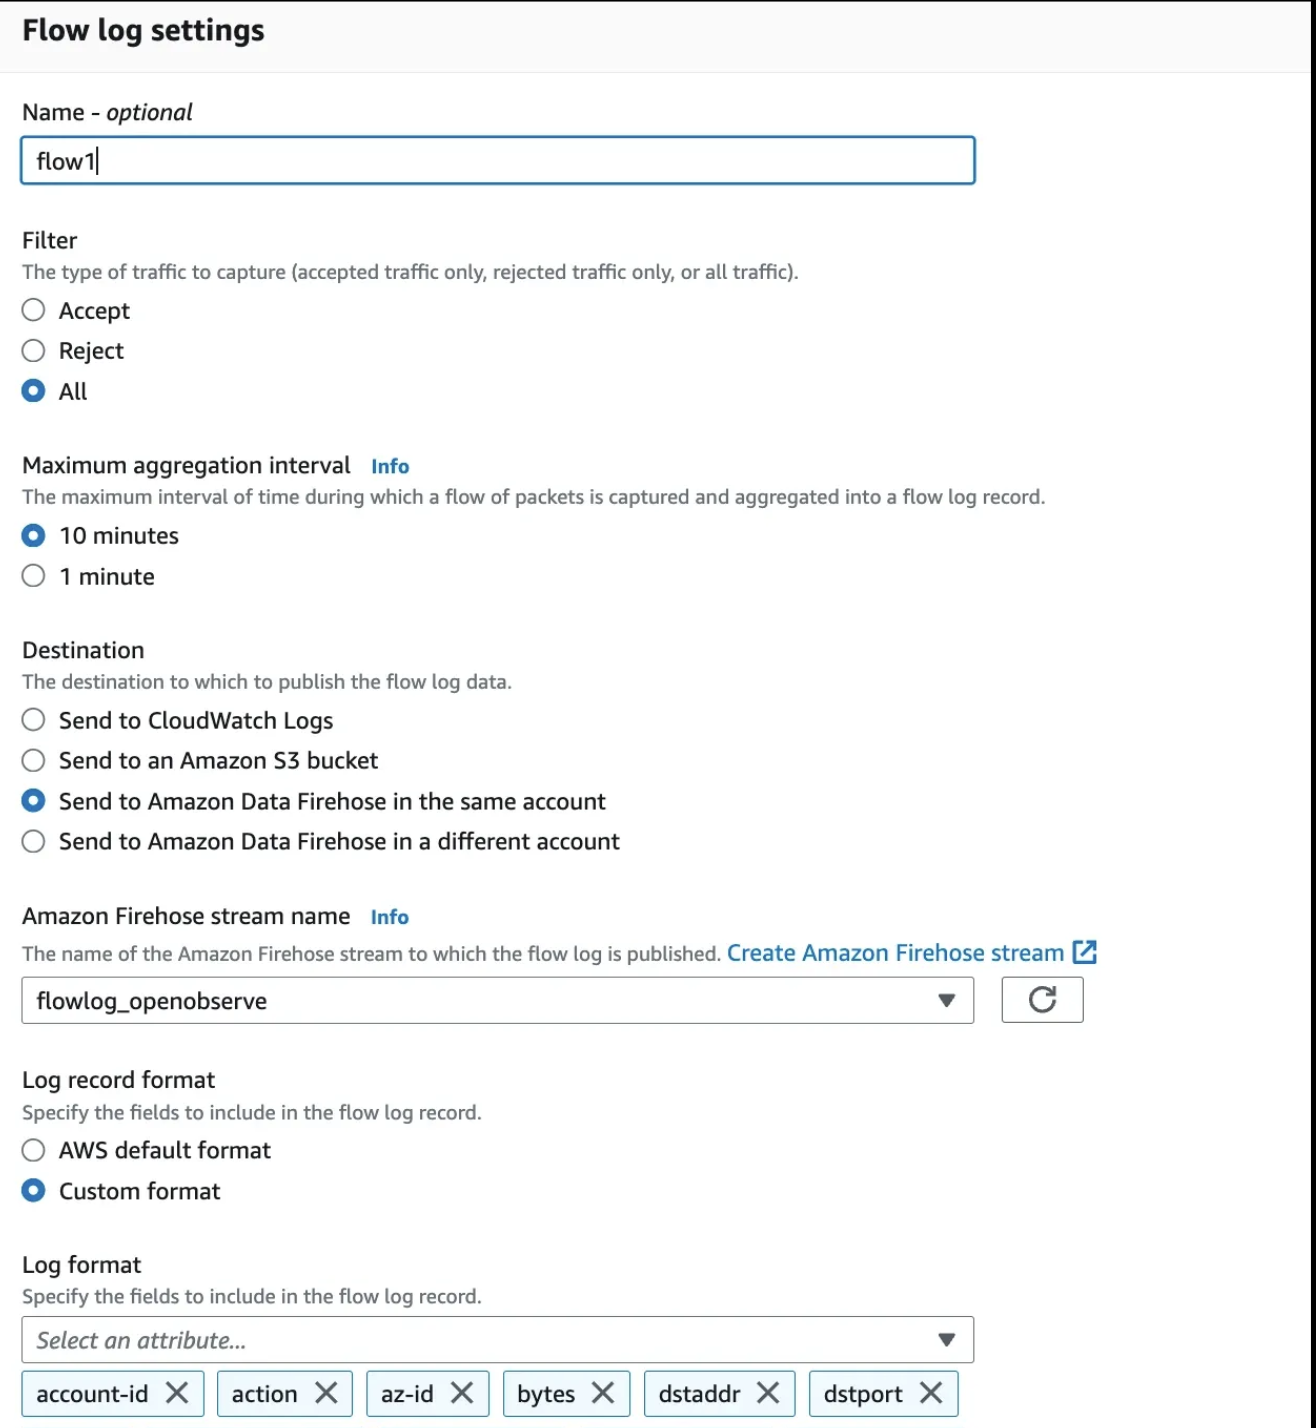 Flow log settings
Name - optional
flow1
Filter
The type of traffic to capture (accepted traffic only, rejected traffic only, or all traffic).
Accept
Reject
All
Maximum aggregation interval Info
The maximum interval of time during which a flow of packets is captured and aggregated into a flow log record.
10 minutes
1 minute
Destination
The destination to which to publish the flow log data.
Send to CloudWatch Logs
Send to an Amazon S3 bucket
Send to Amazon Data Firehose in the same account
Send to Amazon Data Firehose in a different account
Amazon Firehose stream name Info
The name of the Amazon Firehose stream to which the flow log is published. Create Amazon Firehose stream
flowlog_openobserve
Log record format
Specify the fields to include in the flow log record.
AWS default format
Custom format
Log format
Specify the fields to include in the flow log record.
Select an attribute...
account-id action az-id bytes dstaddr dstport